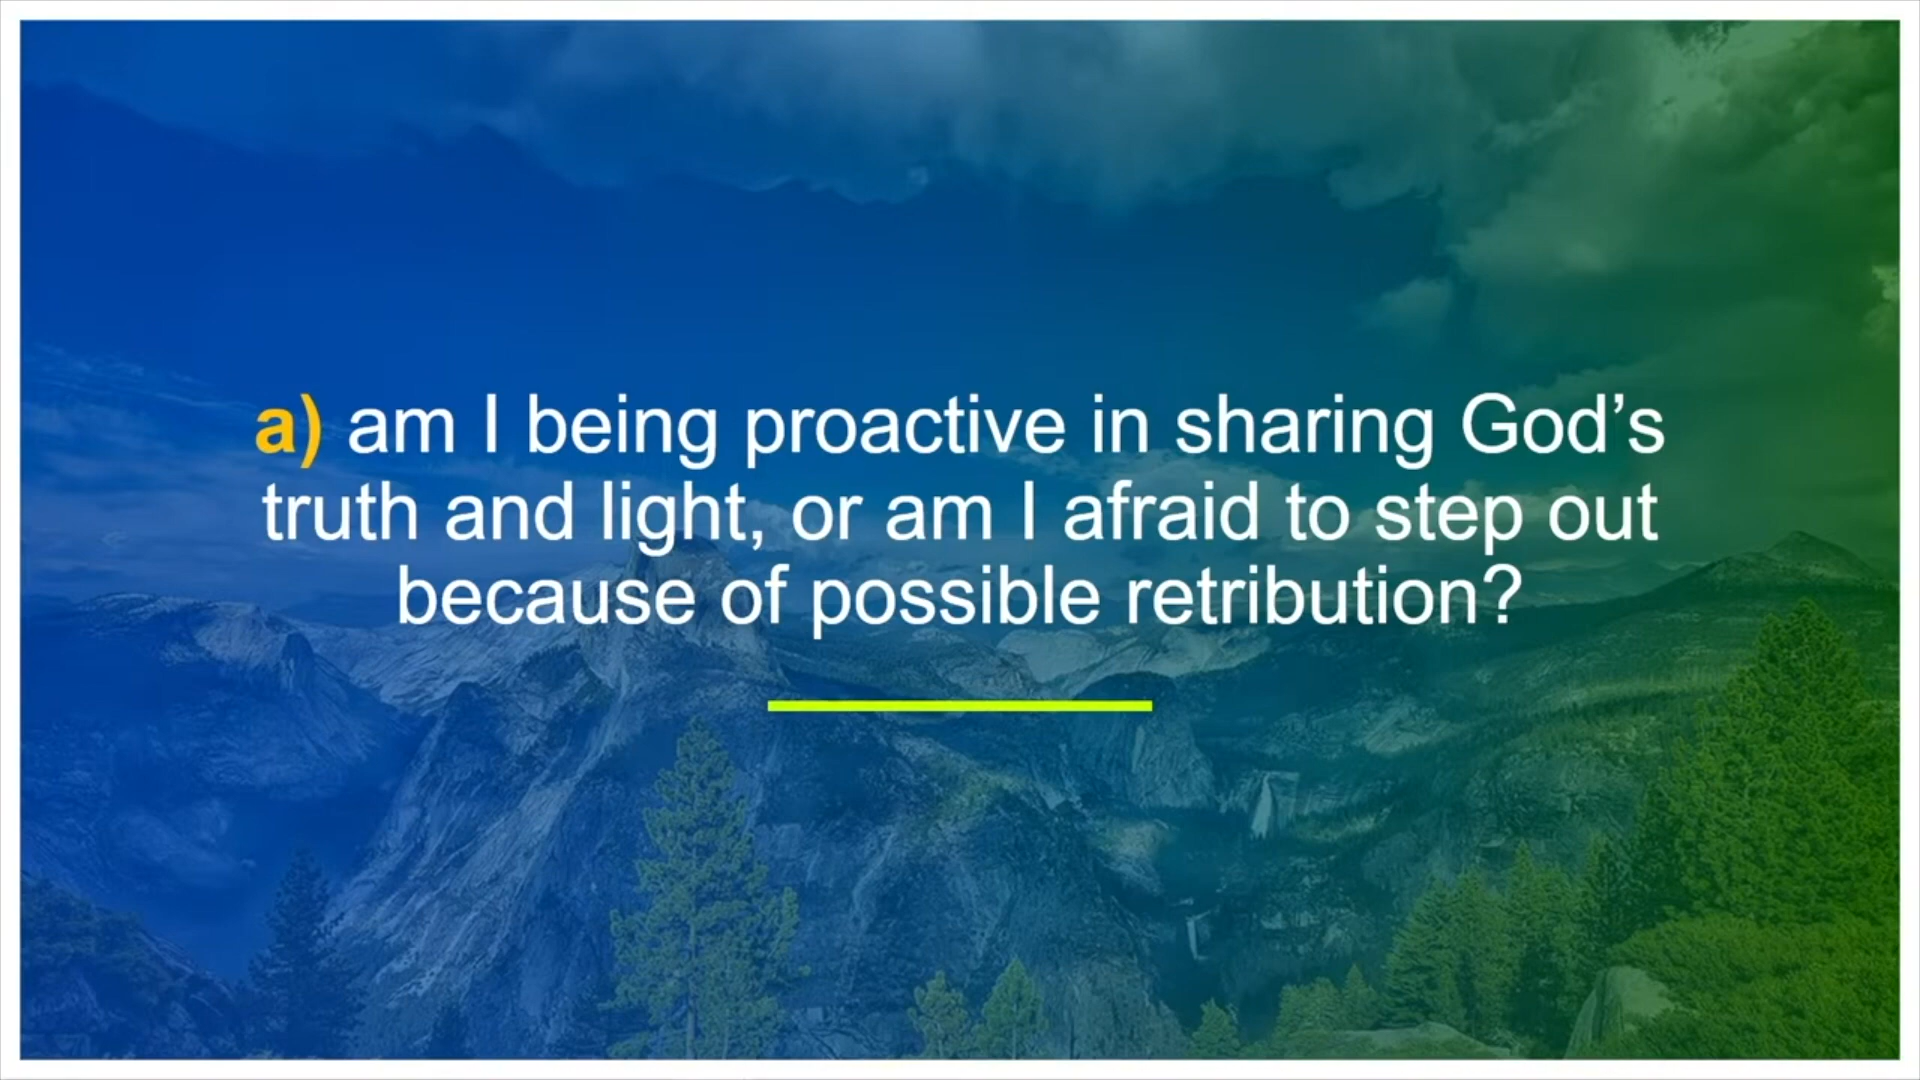 a) am I being proactive in sharing God’s
truth and light, or am I afraid to step out
because of possible retribution?